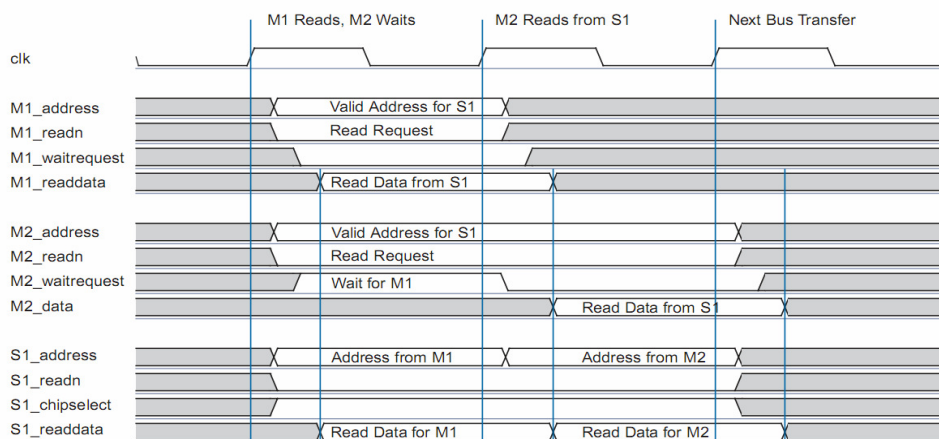 M1 Reads, M2 Waits M2 Reads from S1 Next Bus Transfer
clk
M1_address Valid Address for S1
M1_readn Read Request
M1_waitrequest
M1_readdata Read Data from S1
M2_address Valid Address for S1
M2_readn Read Request
M2_waitrequest Wait for M1
M2_data Read Data from S1
S1_address Address from M1 Address from M2
S1_readn
S1_chipselect
S1_readdata Read Data for M1 Read Data for M2